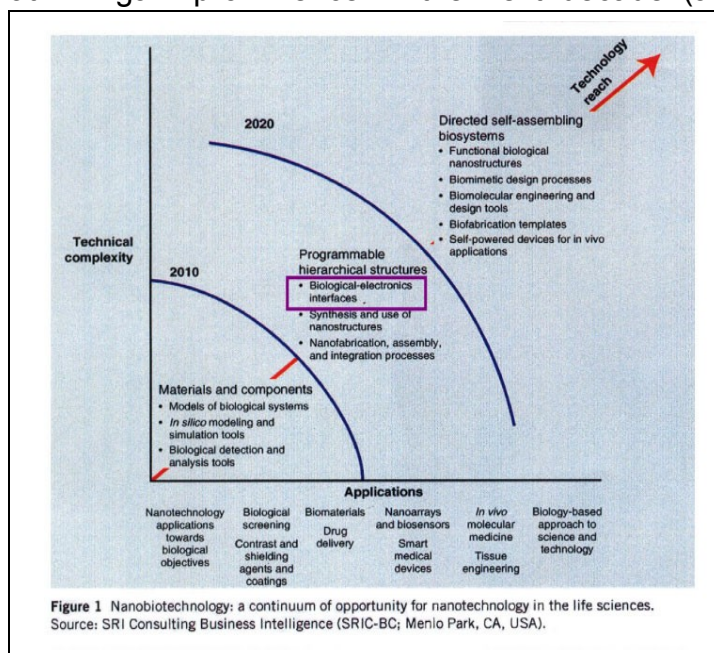 2020
Technology
reach
Directed self-assembling
biosystems
• Functional biological
nanostructures
• Biomimetic design processes
• Biomolecular engineering and
design tools
• Biofabrication templates
• Self-powered devices for in vivo
applications
Technical
complexity
2010
Programmable
hierarchical structures
• Biological-electronics
interfaces
• Synthesis and use of
nanostructures
• Nanofabrication, assembly,
and integration processes
Materials and components
• Models of biological systems
• In silico modeling and
simulation tools
• Biological detection and
analysis tools
Applications
Nanotechnology
applications
towards
biological
objectives
Biological
screening
Contrast and
shielding
agents and
coatings
Biomaterials
Drug
delivery
Nanoarrays
and biosensors
Smart
medical
devices
In vivo
molecular
medicine
Tissue
engineering
Biology-based
approach to
science and
technology
Figure 1 Nanobiotechnology: a continuum of opportunity for nanotechnology in the life sciences.
Source: SRI Consulting Business Intelligence (SRIC-BC; Menlo Park, CA, USA).